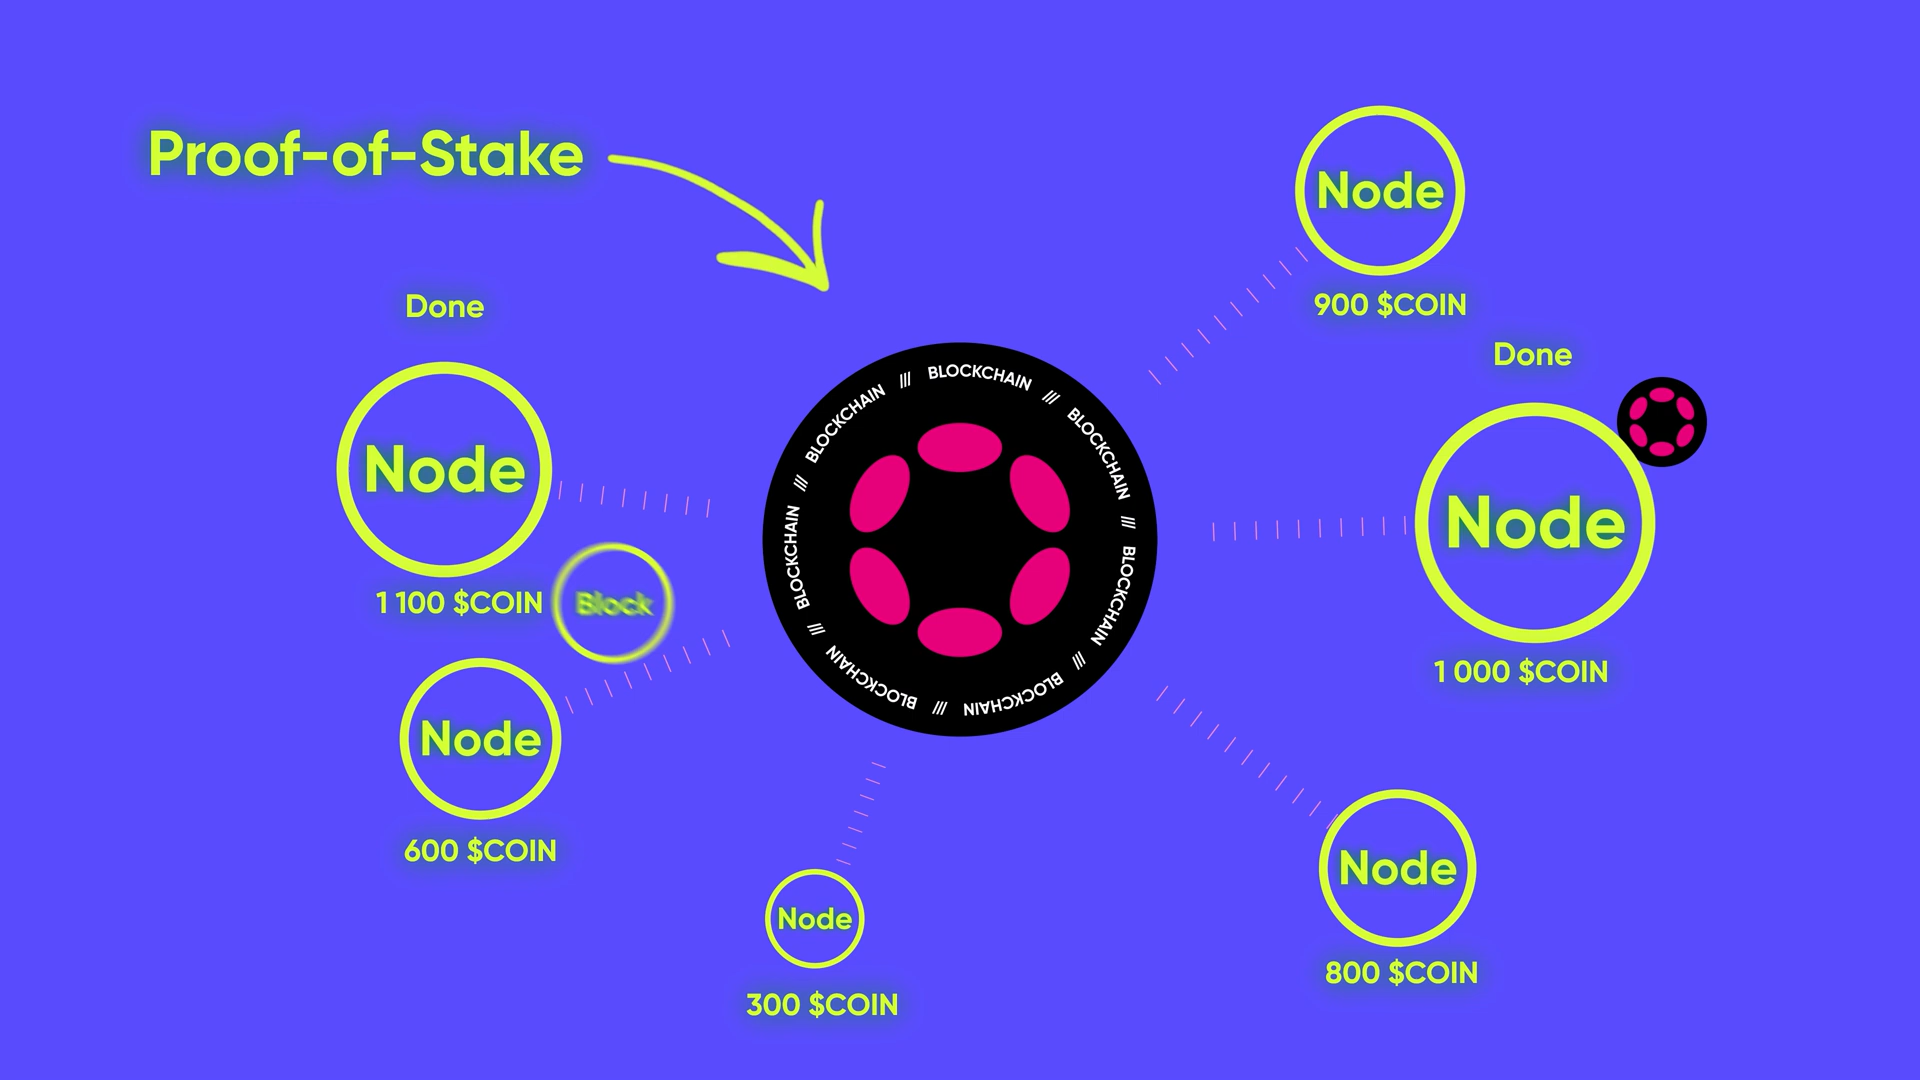 Proof-of-Stake
Node
900 $COIN
Done
Node
1 100 $COIN
Block
Node
600 $COIN
BLOCKCHAIN /// BLOCKCHAIN /// BLOCKCHAIN /// BLOCKCHAIN /// BLOCKCHAIN /// BLOCKCHAIN /// BLOCKCHAIN ///
Done
Node
1 000 $COIN
Node
300 $COIN
Node
800 $COIN